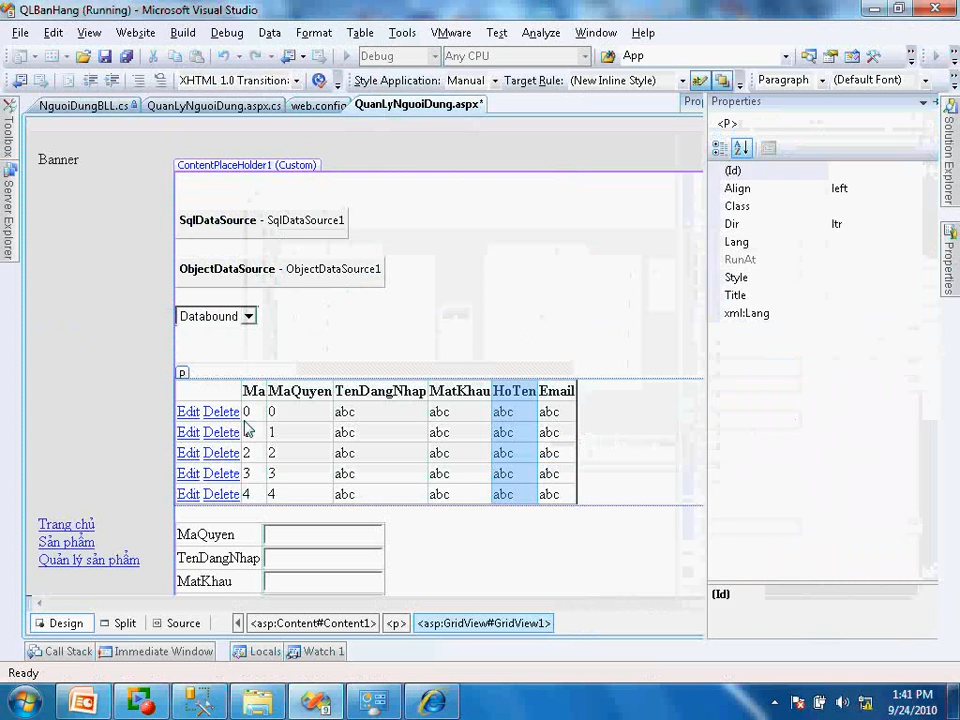 QLBanHang (Running) - Microsoft Visual Studio
File Edit View Website Build Debug Data Format Table Tools VMware Test Analyze Window Help
Debug Any CPU App
XHTML 1.0 Transition Style Application: Manual Target Rule: (New Inline Style) Paragraph (Default Font)
NguoiDungBLL.cs QuanLyNguoiDung.aspx.cs web.config QuanLyNguoiDung.aspx* Prop Properties
Toolbox
Server Explorer
Banner
ContentPlaceHolder1 (Custom)
SqlDataSource - SqlDataSource1
ObjectDataSource - ObjectDataSource1
Databound
p
Ma MaQuyen TenDangNhap MatKhau HoTen Email
Edit Delete 0 0 abc abc abc abc
Edit Delete 1 abc abc abc abc
Edit Delete 2 2 abc abc abc abc
Edit Delete 3 3 abc abc abc abc
Edit Delete 4 4 abc abc abc abc
MaQuyen
TenDangNhap
MatKhau
Trang chủ
Sản phẩm
Quản lý sản phẩm
<P>
(Id)
Align left
Class
Dir ltr
Lang
RunAt
Style
Title
xml:Lang
(Id)
Solution Explorer
Properties
Design Split Source <asp:Content#Content1> <p> <asp:GridView#GridView1>
Call Stack Immediate Window Locals Watch 1
Ready
1:41 PM
9/24/2010